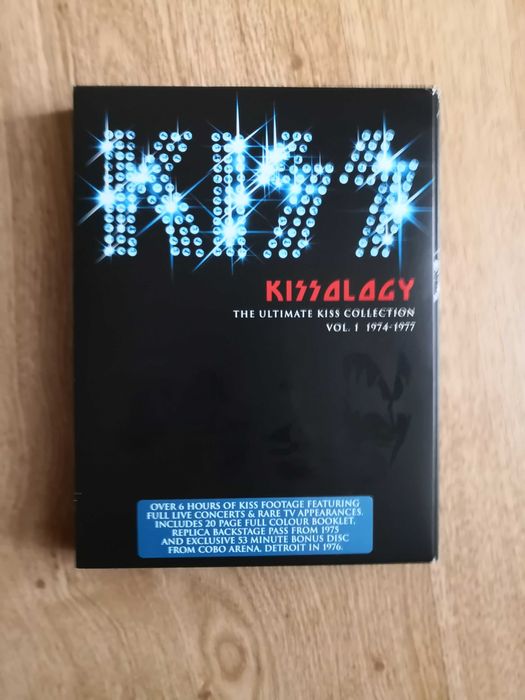 KISS
KISSOLOGY
THE ULTIMATE KISS COLLECTION
VOL. 1 1974-1977
OVER 6 HOURS OF KISS FOOTAGE FEATURING
FULL LIVE CONCERTS & RARE TV APPEARANCES.
INCLUDES 20 PAGE FULL COLOUR BOOKLET,
REPLICA BACKSTAGE PASS FROM 1975
AND EXCLUSIVE 53 MINUTE BONUS DISC
FROM COBO ARENA, DETROIT IN 1976.